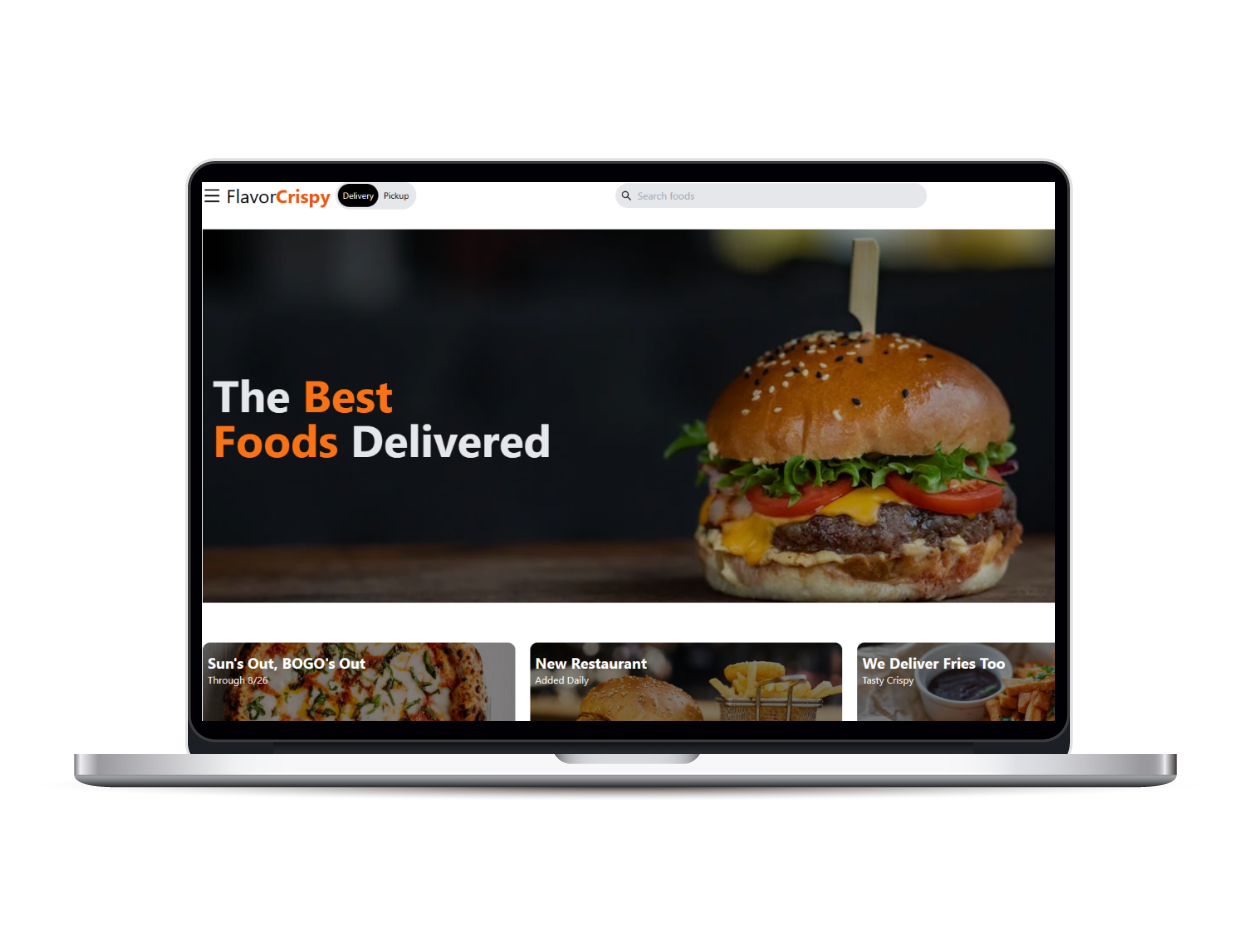 FlavorCrispy Delivery Pickup Search foods
The Best
Foods Delivered
Sun's Out, BOGO's Out
Through 8/26
New Restaurant
Added Daily
We Deliver Fries Too
Tasty Crispy